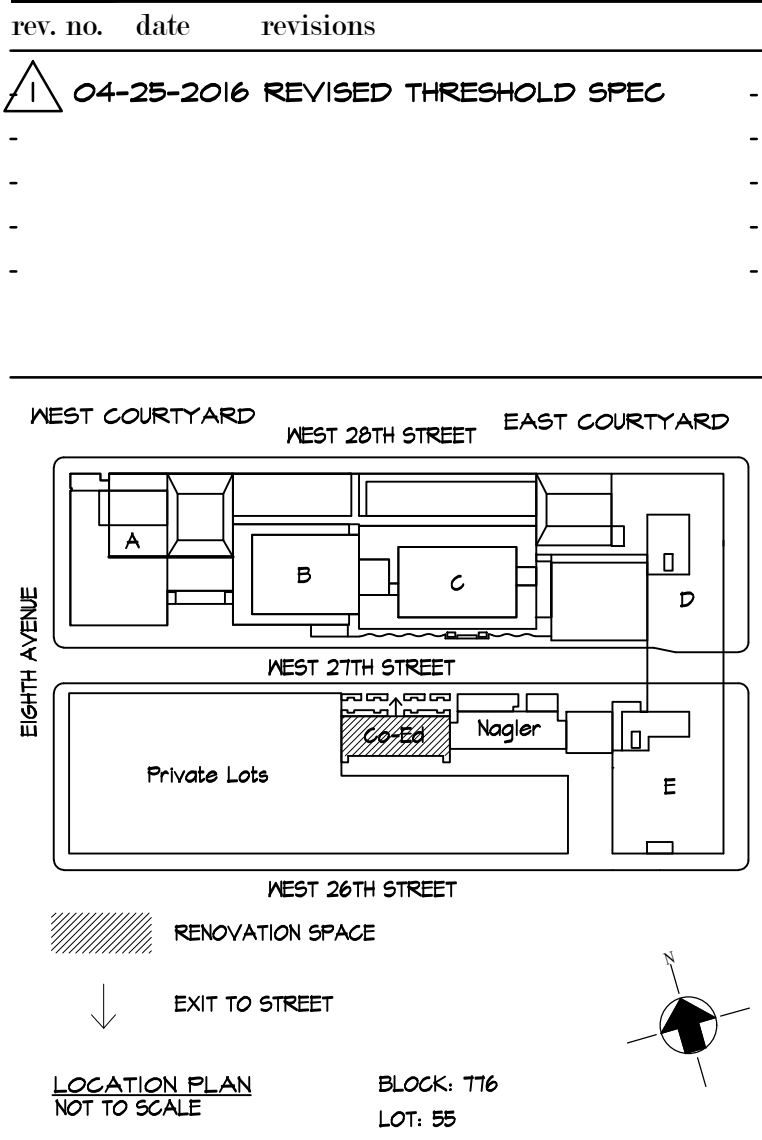 rev. no. date revisions
1 04-25-2016 REVISED THRESHOLD SPEC
WEST COURTYARD
EAST COURTYARD
WEST 28TH STREET
A
B
C
D
EIGHTH AVENUE
WEST 27TH STREET
Co-Ed
Nagler
Private Lots
E
WEST 26TH STREET
RENOVATION SPACE
N
EXIT TO STREET
LOCATION PLAN
NOT TO SCALE
BLOCK: 776
LOT: 55